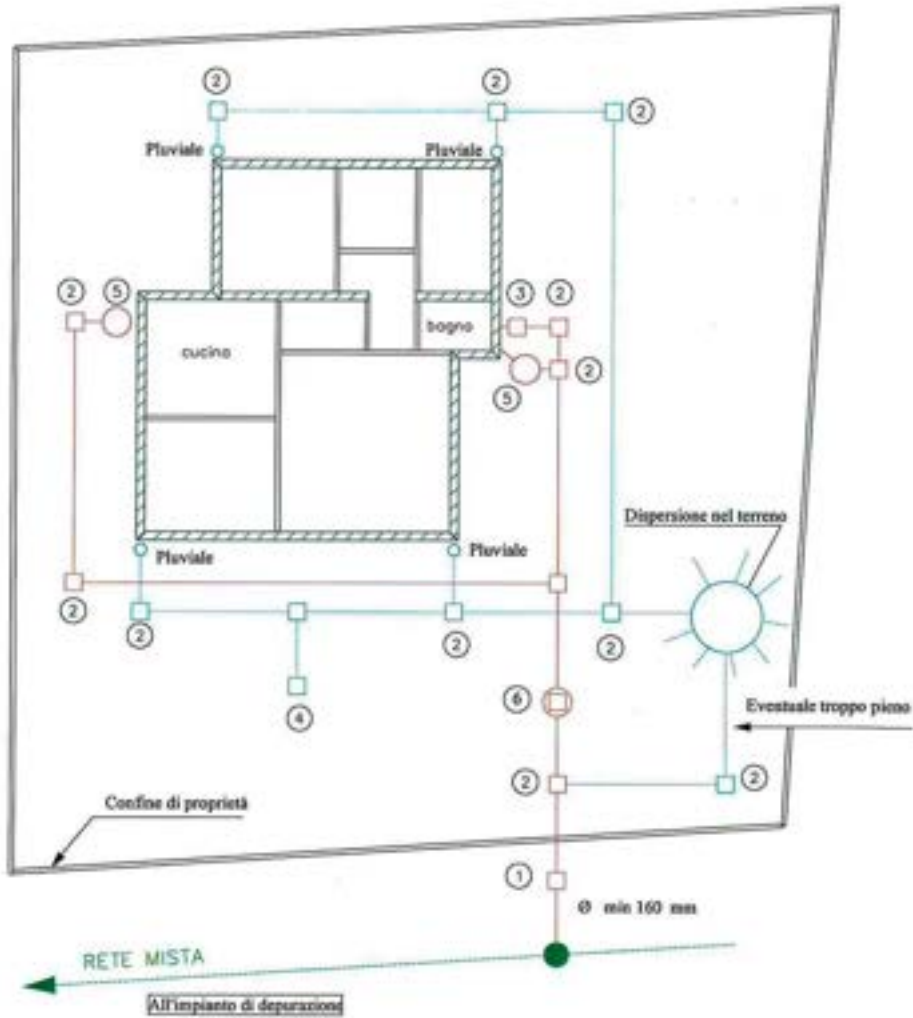 2 2 2
Pluviale Pluviale
2 5 3 2
bagno
cucina
2
5
Dispersione nel terreno
Pluviale Pluviale
2
2 2 2
4
6
Eventuale troppo pieno
2 2
Confine di proprietà
1
Ø min 160 mm
RETE MISTA
All'impianto di depurazione